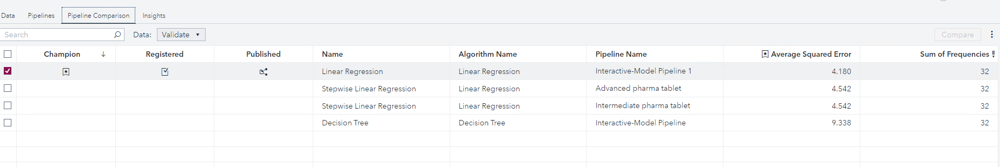 Data Pipelines Pipeline Comparison Insights
Search Data: Validate Compare
Champion Registered Published Name Algorithm Name Pipeline Name Average Squared Error Sum of Frequencies
Linear Regression Linear Regression Interactive-Model Pipeline 1 4.180 32
Stepwise Linear Regression Linear Regression Advanced pharma tablet 4.542 32
Stepwise Linear Regression Linear Regression Intermediate pharma tablet 4.542 32
Decision Tree Decision Tree Interactive-Model Pipeline 9.338 32